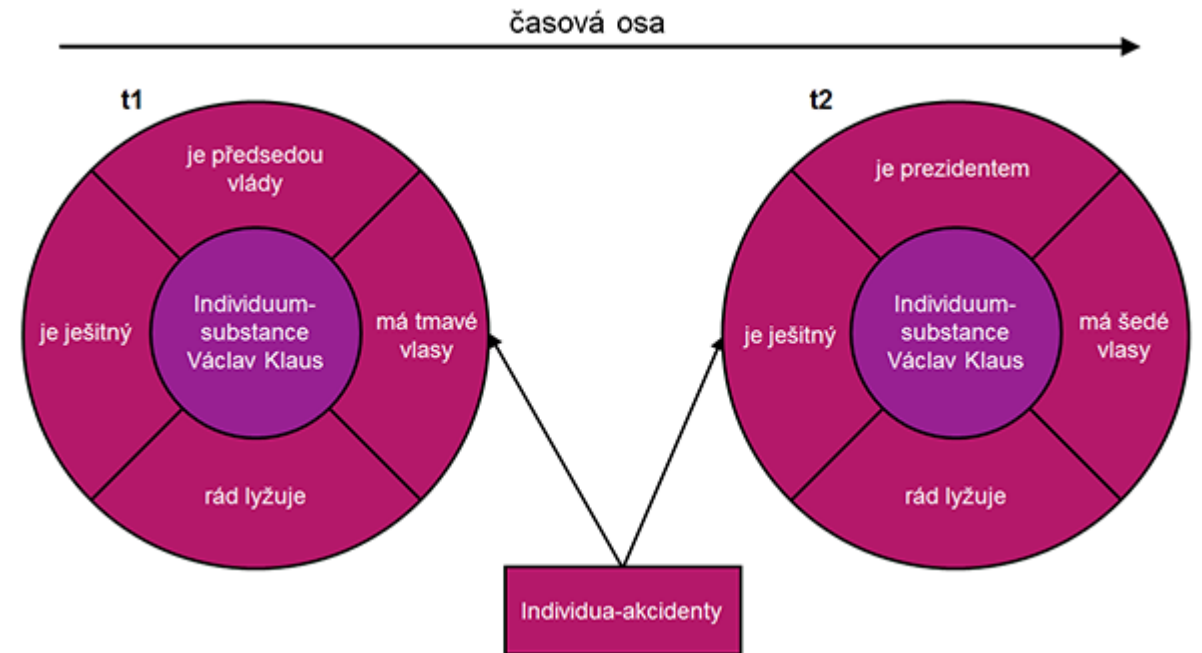 časová osa
t1
t2
je předsedou
vlády
je ješitný
Individuum-
substance
Václav Klaus
má tmavé
vlasy
rád lyžuje
je prezidentem
je ješitný
Individuum-
substance
Václav Klaus
má šedé
vlasy
rád lyžuje
Individua-akcidenty